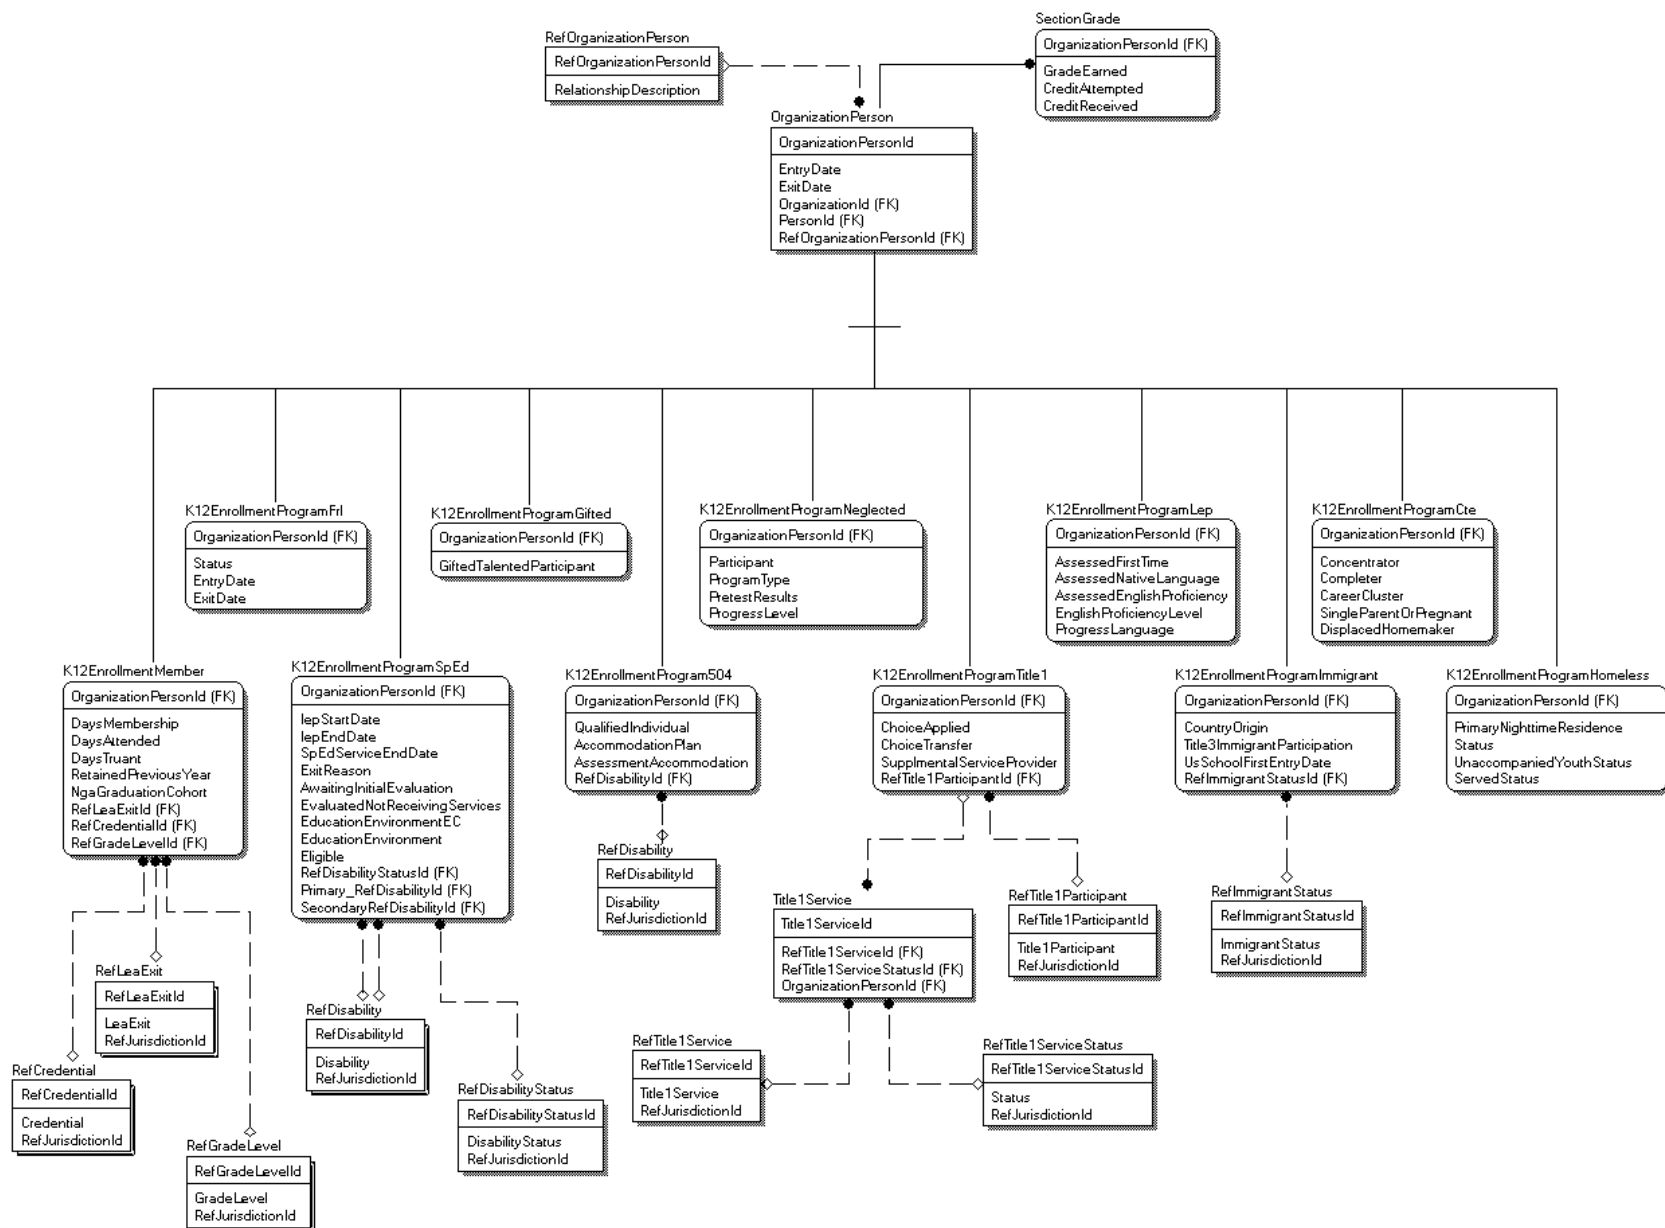 SectionGrade
OrganizationPersonId (FK)
GradeEarned
CreditAttempted
CreditReceived
RefOrganizationPerson
RefOrganizationPersonId
RelationshipDescription
OrganizationPerson
OrganizationPersonId
EntryDate
ExitDate
OrganizationId (FK)
PersonId (FK)
RefOrganizationPersonId (FK)
K12EnrollmentProgramFrl
OrganizationPersonId (FK)
Status
EntryDate
ExitDate
K12EnrollmentProgramGifted
OrganizationPersonId (FK)
GiftedTalentedParticipant
K12EnrollmentProgramNeglected
OrganizationPersonId (FK)
Participant
ProgramType
PretestResults
ProgressLevel
K12EnrollmentProgramLep
OrganizationPersonId (FK)
AssessedFirstTime
AssessedNativeLanguage
AssessedEnglishProficiency
EnglishProficiencyLevel
ProgressLanguage
K12EnrollmentProgramCte
OrganizationPersonId (FK)
Concentrator
Completer
CareerCluster
SingleParentOrPregnant
DisplacedHomemaker
K12EnrollmentMember
OrganizationPersonId (FK)
DaysMembership
DaysAttended
DaysTruant
RetainedPreviousYear
NgaGraduationCohort
RefLeaExitId (FK)
RefCredentialId (FK)
RefGradeLevelId (FK)
K12EnrollmentProgramSpEd
OrganizationPersonId (FK)
IepStartDate
IepEndDate
SpEdServiceEndDate
ExitReason
AwaitingInitialEvaluation
EvaluatedNotReceivingServices
EducationEnvironmentEC
EducationEnvironment
Eligible
RefDisabilityStatusId (FK)
Primary_RefDisabilityId (FK)
SecondaryRefDisabilityId (FK)
K12EnrollmentProgram504
OrganizationPersonId (FK)
QualifiedIndividual
AccommodationPlan
AssessmentAccommodation
RefDisabilityId (FK)
K12EnrollmentProgramTitle1
OrganizationPersonId (FK)
ChoiceApplied
ChoiceTransfer
SupplmentalServiceProvider
RefTitle1ParticipantId (FK)
K12EnrollmentProgramImmigrant
OrganizationPersonId (FK)
CountryOrigin
Title3ImmigrantParticipation
UsSchoolFirstEntryDate
RefImmigrantStatusId (FK)
K12EnrollmentProgramHomeless
OrganizationPersonId (FK)
PrimaryNighttimeResidence
Status
UnaccompaniedYouthStatus
ServedStatus
RefDisability
RefDisabilityId
Disability
RefJurisdictionId
Title1Service
Title1ServiceId
RefTitle1ServiceId (FK)
RefTitle1ServiceStatusId (FK)
OrganizationPersonId (FK)
RefTitle1Participant
RefTitle1ParticipantId
Title1Participant
RefJurisdictionId
RefImmigrantStatus
RefImmigrantStatusId
ImmigrantStatus
RefJurisdictionId
RefLeaExit
RefLeaExitId
LeaExit
RefJurisdictionId
RefDisability
RefDisabilityId
Disability
RefJurisdictionId
RefTitle1Service
RefTitle1ServiceId
Title1Service
RefJurisdictionId
RefTitle1ServiceStatus
RefTitle1ServiceStatusId
Status
RefJurisdictionId
RefCredential
RefCredentialId
Credential
RefJurisdictionId
RefDisabilityStatus
RefDisabilityStatusId
DisabilityStatus
RefJurisdictionId
RefGradeLevel
RefGradeLevelId
GradeLevel
RefJurisdictionId